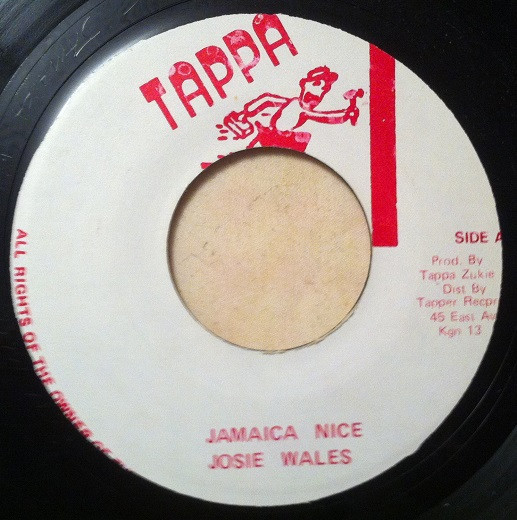 TAPPA
SIDE A
Prod. By
Tappa Zukie
Dist By
Tapper
45 East
Kgn 13
ALL RIGHTS OF THE OWNER OF
JAMAICA NICE
JOSIE WALES